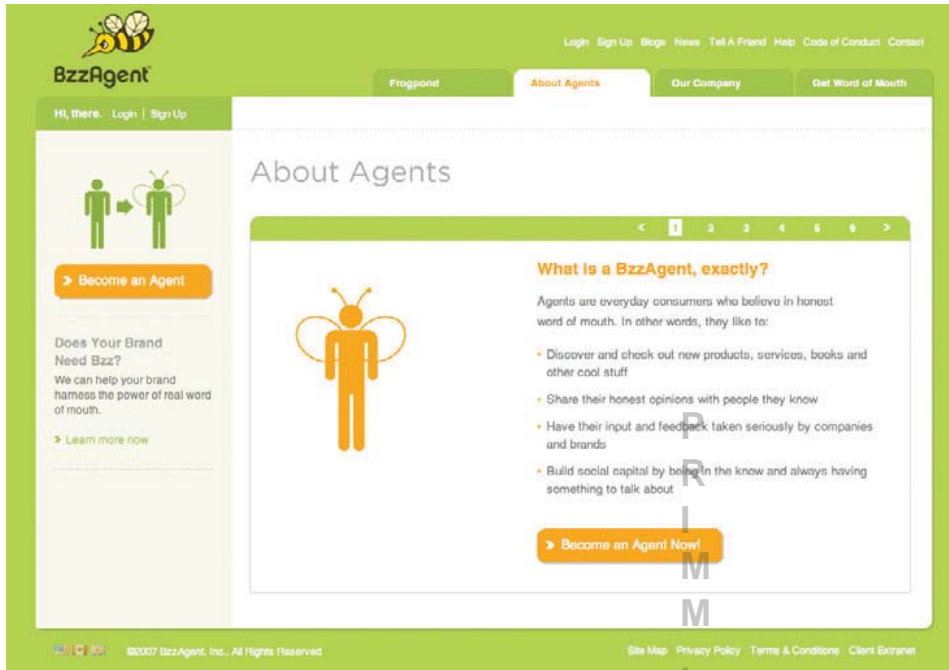 BzzAgent
Login Sign Up Blogs News Tell A Friend Help Code of Conduct Contact
Frogpond About Agents Our Company Get Word of Mouth
Hi, there. Login | Sign Up
About Agents
< 1 2 3 4 5 6 >
» Become an Agent
Does Your Brand
Need Bzz?
We can help your brand
harness the power of real word
of mouth.
» Learn more now
What is a BzzAgent, exactly?
Agents are everyday consumers who believe in honest
word of mouth. In other words, they like to:
• Discover and check out new products, services, books and
other cool stuff
• Share their honest opinions with people they know
• Have their input and feedback taken seriously by companies
and brands
• Build social capital by being in the know and always having
something to talk about
» Become an Agent Now!
P
R
I
M
M
©2007 BzzAgent, Inc., All Rights Reserved
Site Map Privacy Policy Terms & Conditions Client Extranet